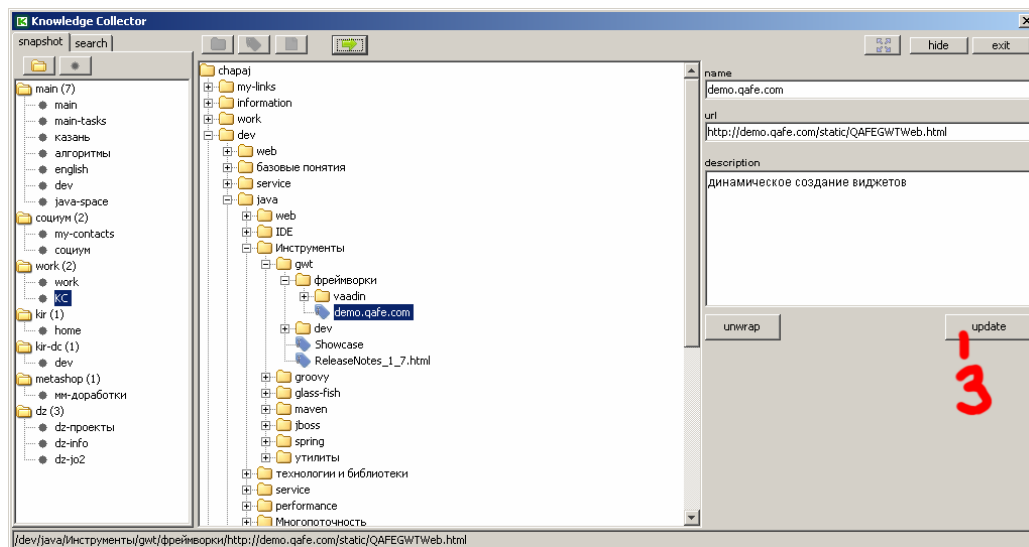 Knowledge Collector
snapshot search
hide exit
main (7)
main
main-tasks
казань
алгоритмы
english
dev
java-space
социум (2)
my-contacts
социум
work (2)
work
КС
kir (1)
home
kir-dc (1)
dev
metashop (1)
мм-доработки
dz (3)
dz-проекты
dz-info
dz-jo2
chapaj
my-links
information
work
dev
web
базовые понятия
service
java
web
IDE
Инструменты
gwt
фреймворки
vaadin
demo.qafe.com
dev
Showcase
ReleaseNotes_1_7.html
groovy
glass-fish
maven
jboss
spring
утилиты
технологии и библиотеки
service
performance
Многопоточность
name
demo.qafe.com
url
http://demo.qafe.com/static/QAFEGWTWeb.html
description
динамическое создание виджетов
unwrap update
3
/dev/java/Инструменты/gwt/фреймворки/http://demo.qafe.com/static/QAFEGWTWeb.html